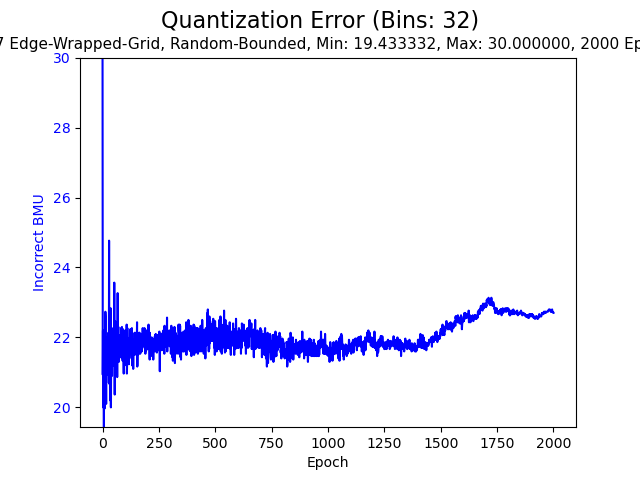 Quantization Error (Bins: 32)
7 Edge-Wrapped-Grid, Random-Bounded, Min: 19.433332, Max: 30.000000, 2000 Ep
30
28
26
24
22
20
Incorrect BMU
0 250 500 750 1000 1250 1500 1750 2000
Epoch